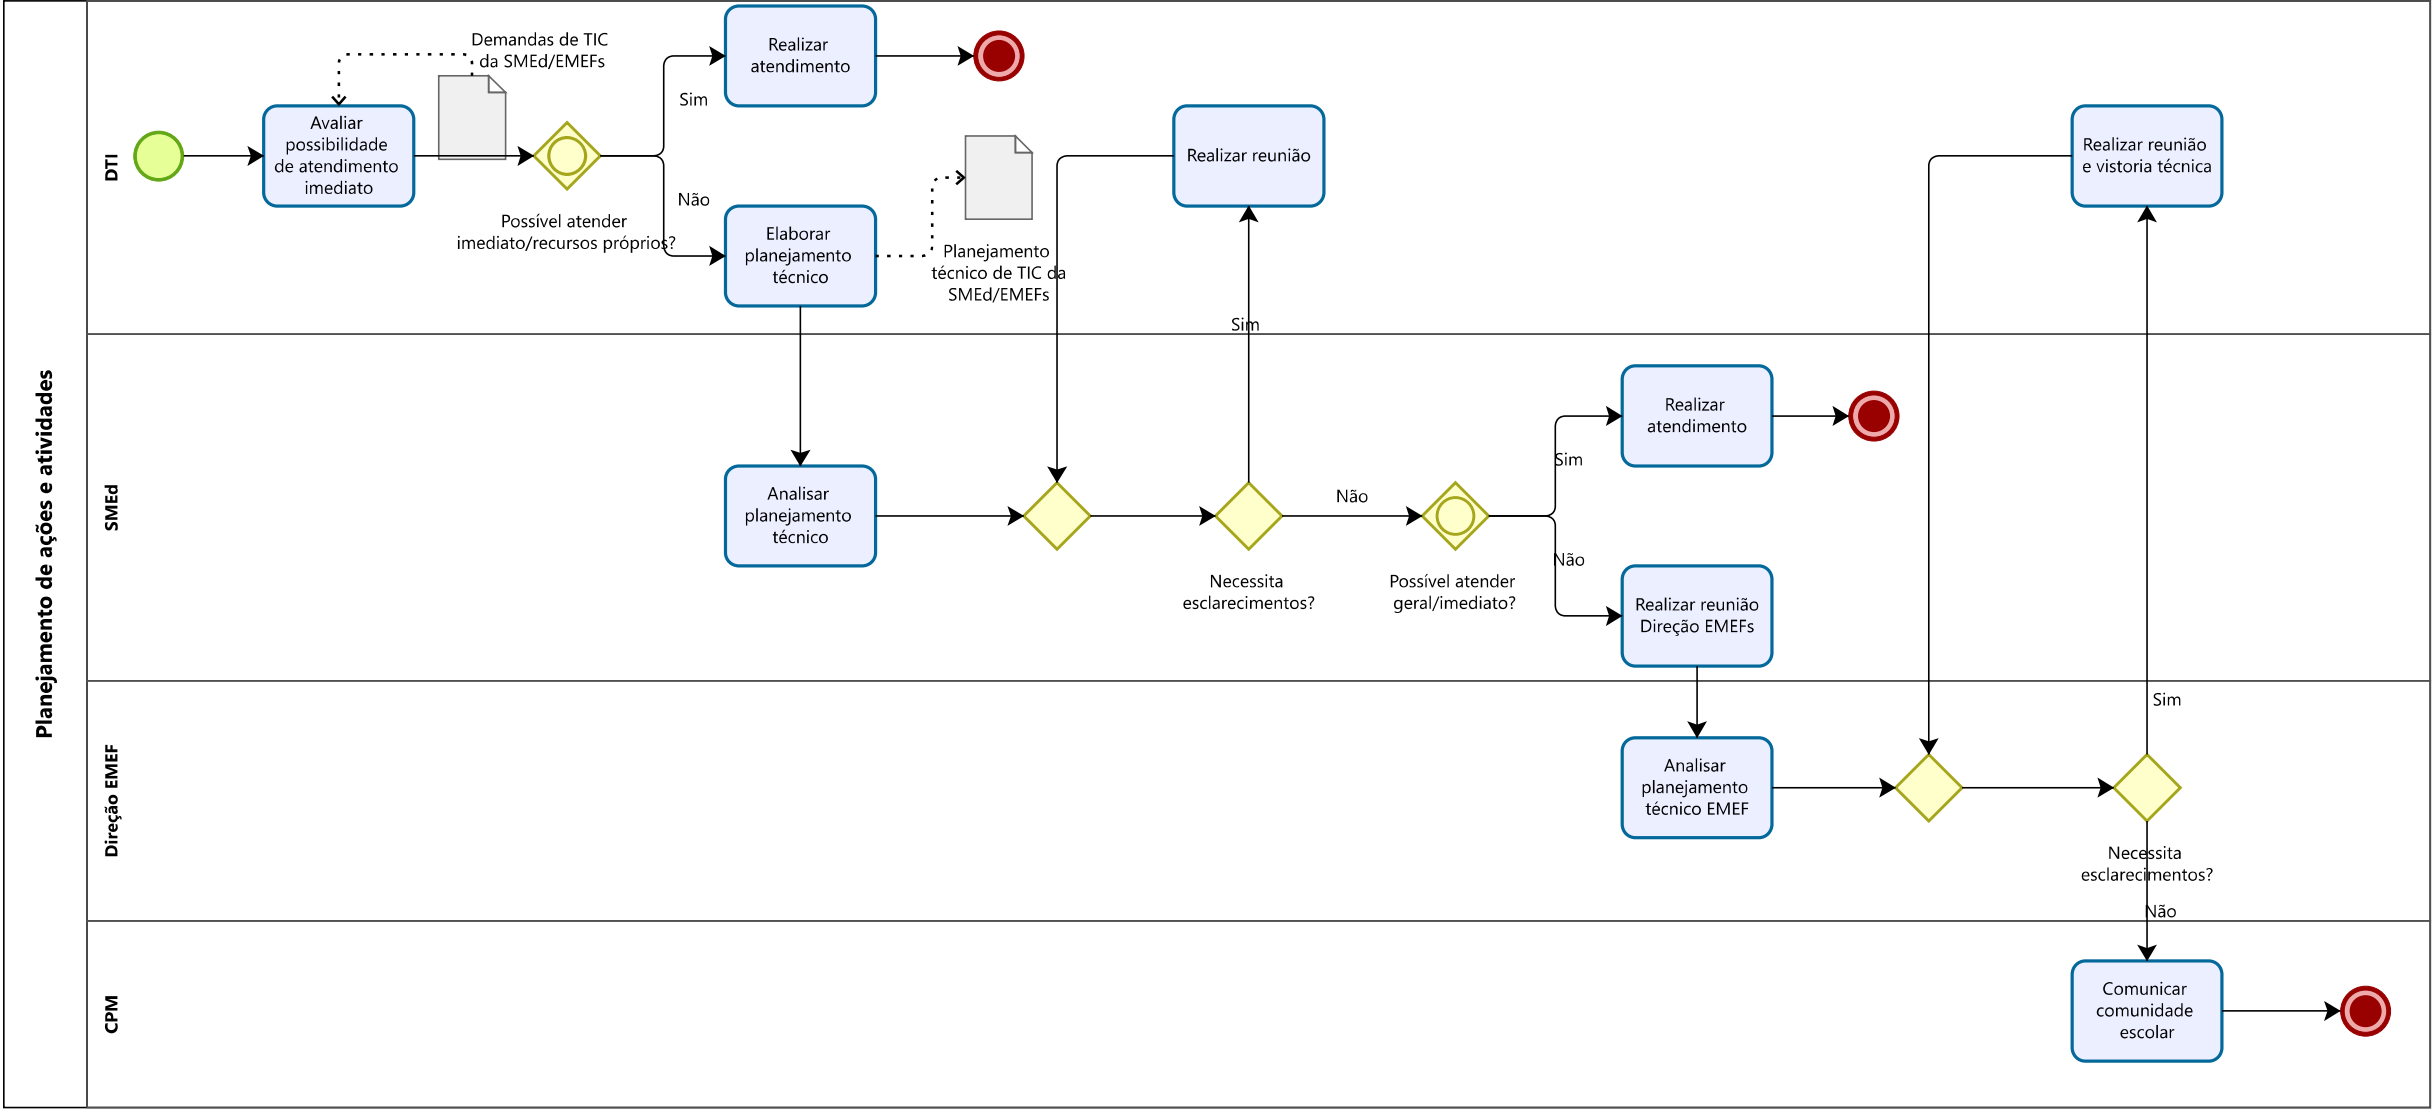 Planejamento de ações e atividades
DTI
Demandas de TIC
da SMEd/EMEFs
Avaliar
possibilidade
de atendimento
imediato
Possível atender
imediato/recursos próprios?
Sim
Não
Realizar
atendimento
Elaborar
planejamento
técnico
Planejamento
técnico de TIC da
SMEd/EMEFs
Realizar reunião
Sim
Realizar reunião
e vistoria técnica
SMEd
Analisar
planejamento
técnico
Necessita
esclarecimentos?
Não
Possível atender
geral/imediato?
Sim
Não
Realizar
atendimento
Realizar reunião
Direção EMEFs
Direção EMEF
Analisar
planejamento
técnico EMEF
Sim
Necessita
esclarecimentos?
Não
CPM
Comunicar
comunidade
escolar